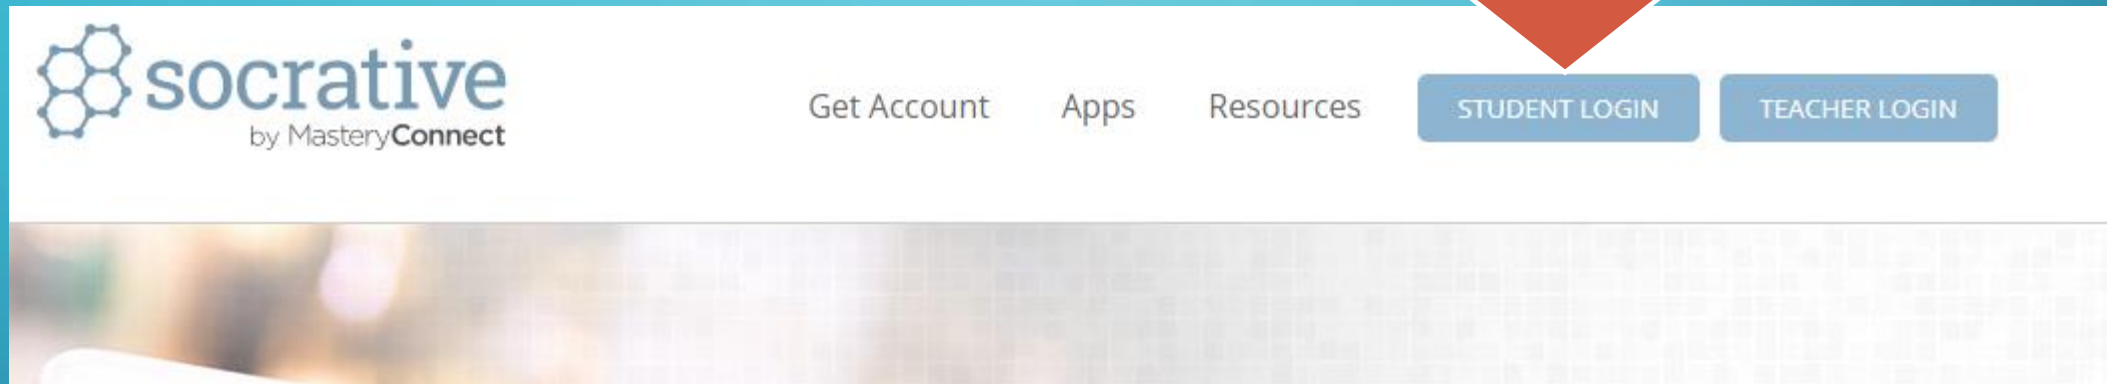 socrative
by MasteryConnect
Get Account Apps Resources STUDENT LOGIN TEACHER LOGIN